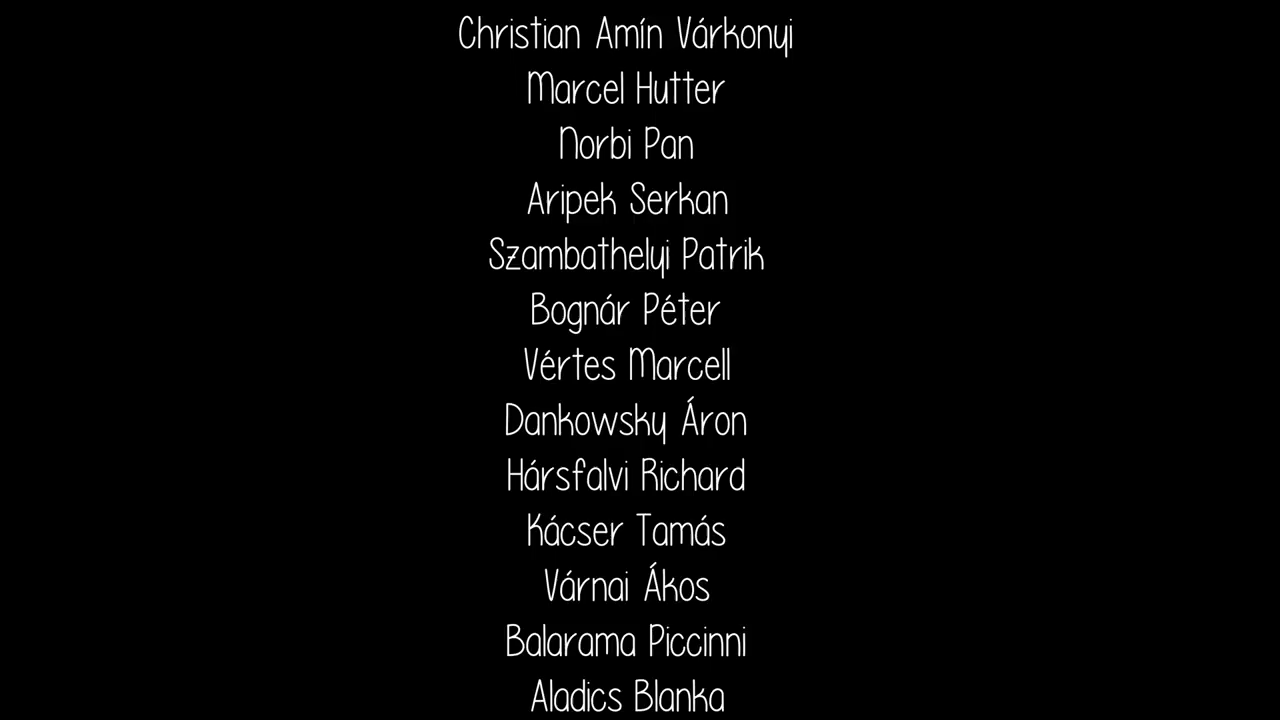 Christian Amín Várkonyi
Marcel Hutter
Norbi Pan
Aripek Serkan
Szambathelyi Patrik
Bognár Péter
Vértes Marcell
Dankowsky Áron
Hársfalvi Richard
Kácser Tamás
Várnai Ákos
Balarama Piccinni
Aladics Blanka